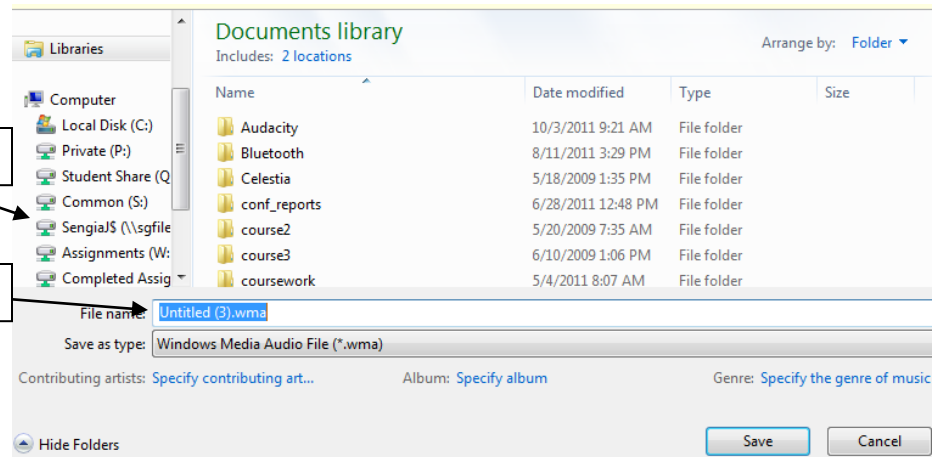 Documents library
Includes: 2 locations
Arrange by: Folder
Libraries
Computer
Local Disk (C:)
Private (P:)
Student Share (Q
Common (S:)
SengiaJ$ (\\sgfile
Assignments (W:
Completed Assig
Name Date modified Type Size
Audacity 10/3/2011 9:21 AM File folder
Bluetooth 8/11/2011 3:29 PM File folder
Celestia 5/18/2009 1:35 PM File folder
conf_reports 6/28/2011 12:48 PM File folder
course2 5/20/2009 7:35 AM File folder
course3 6/10/2009 1:06 PM File folder
coursework 5/4/2011 8:07 AM File folder
File name: Untitled (3).wma
Save as type: Windows Media Audio File (*.wma)
Contributing artists: Specify contributing art... Album: Specify album Genre: Specify the genre of music
Hide Folders Save Cancel